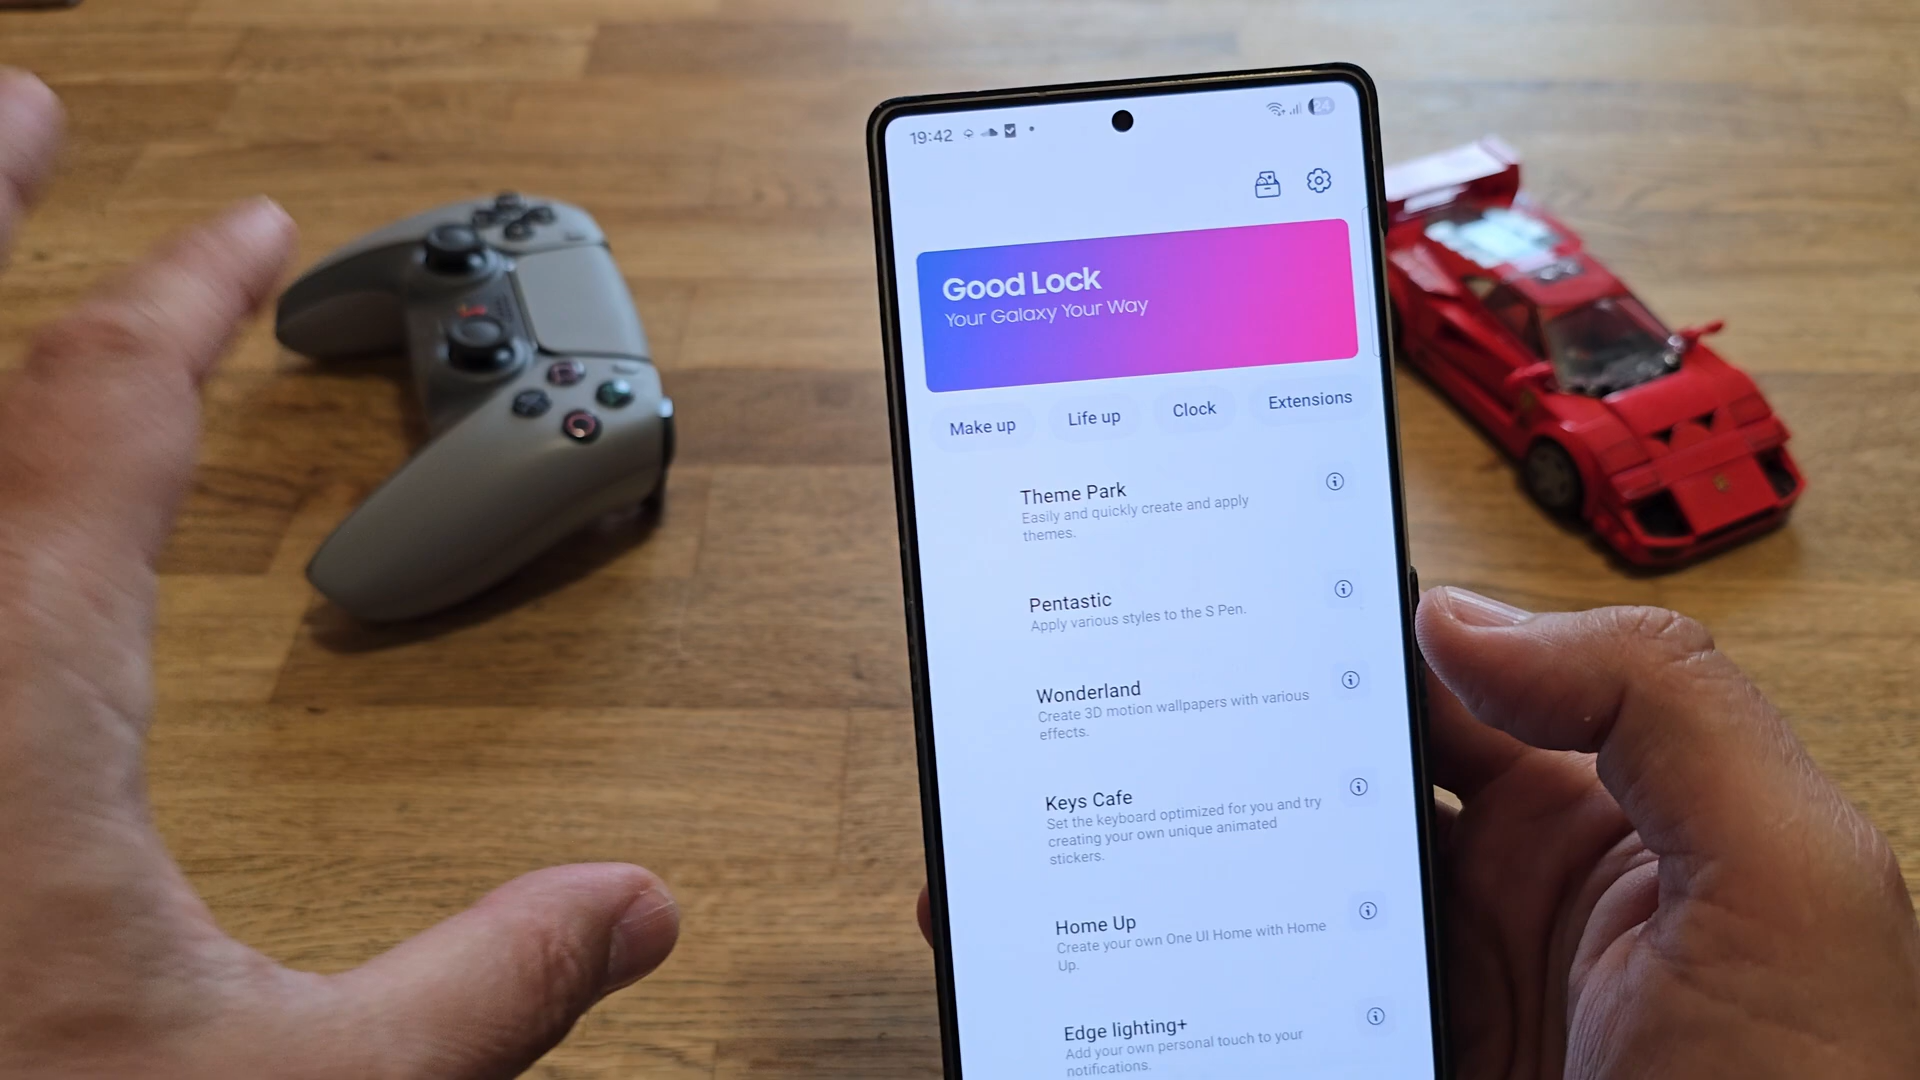 19:42
24
Good Lock
Your Galaxy Your Way
Make up
Life up
Clock
Extensions
Theme Park
Easily and quickly create and apply
themes.
Pentastic
Apply various styles to the S Pen.
Wonderland
Create 3D motion wallpapers with various
effects.
Keys Cafe
Set the keyboard optimized for you and try
creating your own unique animated
stickers.
Home Up
Create your own One UI Home with Home
Up.
Edge lighting+
Add your own personal touch to your
notifications.